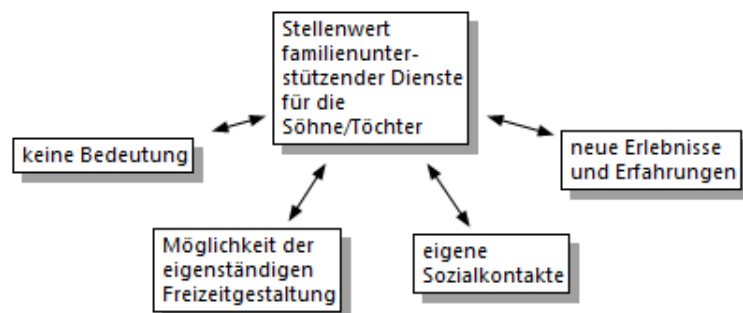 Stellenwert
familienunter-
stützender Dienste
für die
Söhne/Töchter
keine Bedeutung
neue Erlebnisse
und Erfahrungen
Möglichkeit der
eigenständigen
Freizeitgestaltung
eigene
Sozialkontakte